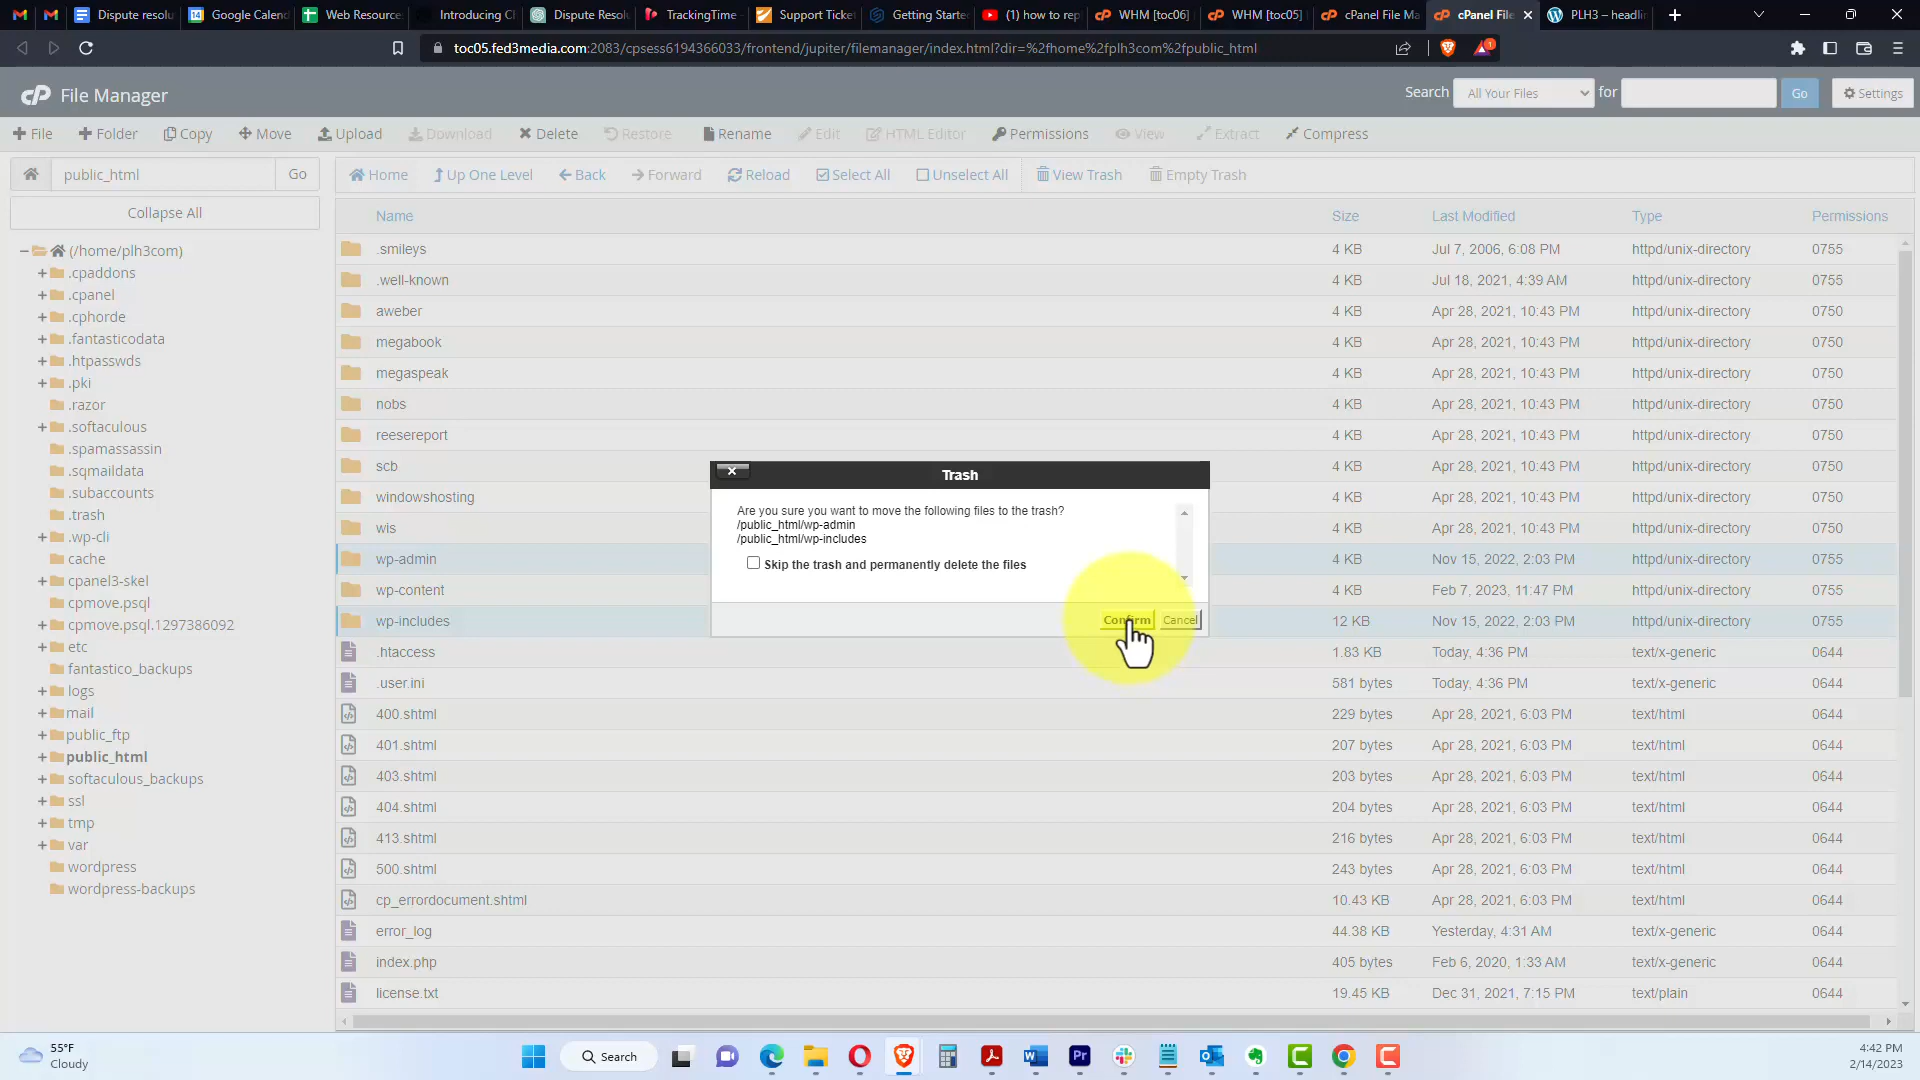 Dispute resolu
Google Calend
Web Resource
Introducing C
Dispute Resol
TrackingTime
Support Ticke
Getting Starte
(1) how to rep
WHM [toc06]
WHM [toc05]
cPanel File Ma
cPanel File
PLH3 – headlin
toc05.fed3media.com:2083/cpsess6194366033/frontend/jupiter/filemanager/index.html?dir=%2fhome%2fplh3com%2fpublic_html
1
cP File Manager
Search All Your Files for Go Settings
File Folder Copy Move Upload Download Delete Restore Rename Edit HTML Editor Permissions View Extract Compress
public_html Go
Home Up One Level Back Forward Reload Select All Unselect All View Trash Empty Trash
Collapse All
(/home/plh3com)
.cpaddons
.cpanel
.cphorde
.fantasticodata
.htpasswds
.pki
.razor
.softaculous
.spamassassin
.sqmaildata
.subaccounts
.trash
.wp-cli
cache
cpanel3-skel
cpmove.psql
cpmove.psql.1297386092
etc
fantastico_backups
logs
mail
public_ftp
public_html
softaculous_backups
ssl
tmp
var
wordpress
wordpress-backups
Name Size Last Modified Type Permissions
.smileys 4 KB Jul 7, 2006, 6:08 PM httpd/unix-directory 0755
.well-known 4 KB Jul 18, 2021, 4:39 AM httpd/unix-directory 0755
aweber 4 KB Apr 28, 2021, 10:43 PM httpd/unix-directory 0750
megabook 4 KB Apr 28, 2021, 10:43 PM httpd/unix-directory 0750
megaspeak 4 KB Apr 28, 2021, 10:43 PM httpd/unix-directory 0750
nobs 4 KB Apr 28, 2021, 10:43 PM httpd/unix-directory 0750
reesereport 4 KB Apr 28, 2021, 10:43 PM httpd/unix-directory 0750
scb 4 KB Apr 28, 2021, 10:43 PM httpd/unix-directory 0750
windowshosting 4 KB Apr 28, 2021, 10:43 PM httpd/unix-directory 0750
wis 4 KB Apr 28, 2021, 10:43 PM httpd/unix-directory 0750
wp-admin 4 KB Nov 15, 2022, 2:03 PM httpd/unix-directory 0755
wp-content 4 KB Feb 7, 2023, 11:47 PM httpd/unix-directory 0755
wp-includes 12 KB Nov 15, 2022, 2:03 PM httpd/unix-directory 0755
.htaccess 1.83 KB Today, 4:36 PM text/x-generic 0644
.user.ini 581 bytes Today, 4:36 PM text/x-generic 0644
400.shtml 229 bytes Apr 28, 2021, 6:03 PM text/html 0644
401.shtml 207 bytes Apr 28, 2021, 6:03 PM text/html 0644
403.shtml 203 bytes Apr 28, 2021, 6:03 PM text/html 0644
404.shtml 204 bytes Apr 28, 2021, 6:03 PM text/html 0644
413.shtml 216 bytes Apr 28, 2021, 6:03 PM text/html 0644
500.shtml 243 bytes Apr 28, 2021, 6:03 PM text/html 0644
cp_errordocument.shtml 10.43 KB Apr 28, 2021, 6:03 PM text/html 0644
error_log 44.38 KB Yesterday, 4:31 AM text/x-generic 0644
index.php 405 bytes Feb 6, 2020, 1:33 AM text/x-generic 0644
license.txt 19.45 KB Dec 31, 2021, 7:15 PM text/plain 0644
Trash
Are you sure you want to move the following files to the trash?
/public_html/wp-admin
/public_html/wp-includes
Skip the trash and permanently delete the files
Confirm Cancel
55°F
Cloudy
Search
4:42 PM
2/14/2023